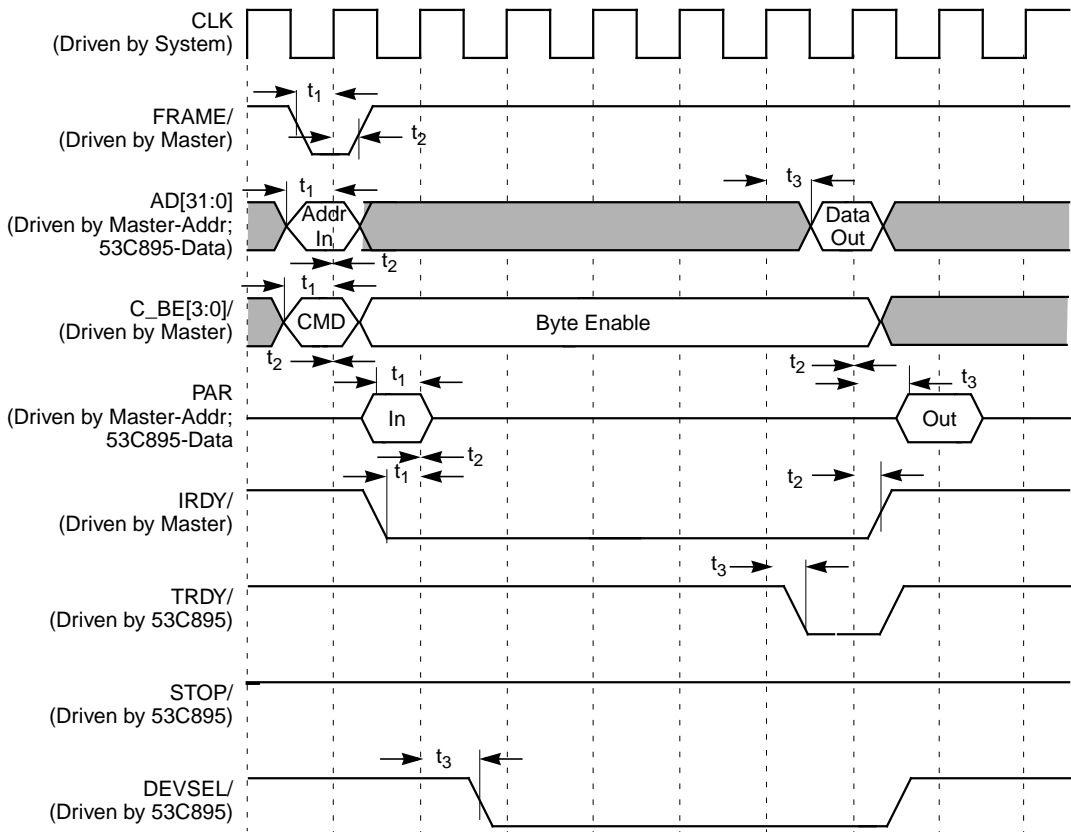 CLK
(Driven by System)
t1
FRAME/
(Driven by Master)
t2
t1
t3
AD[31:0]
(Driven by Master-Addr;
53C895-Data)
Addr
In
Data
Out
t2
t1
C_BE[3:0]/
(Driven by Master)
CMD
Byte Enable
t2
t2
t1
t3
PAR
(Driven by Master-Addr;
53C895-Data
In
Out
t2
t1
t2
IRDY/
(Driven by Master)
t3
TRDY/
(Driven by 53C895)
STOP/
(Driven by 53C895)
t3
DEVSEL/
(Driven by 53C895)